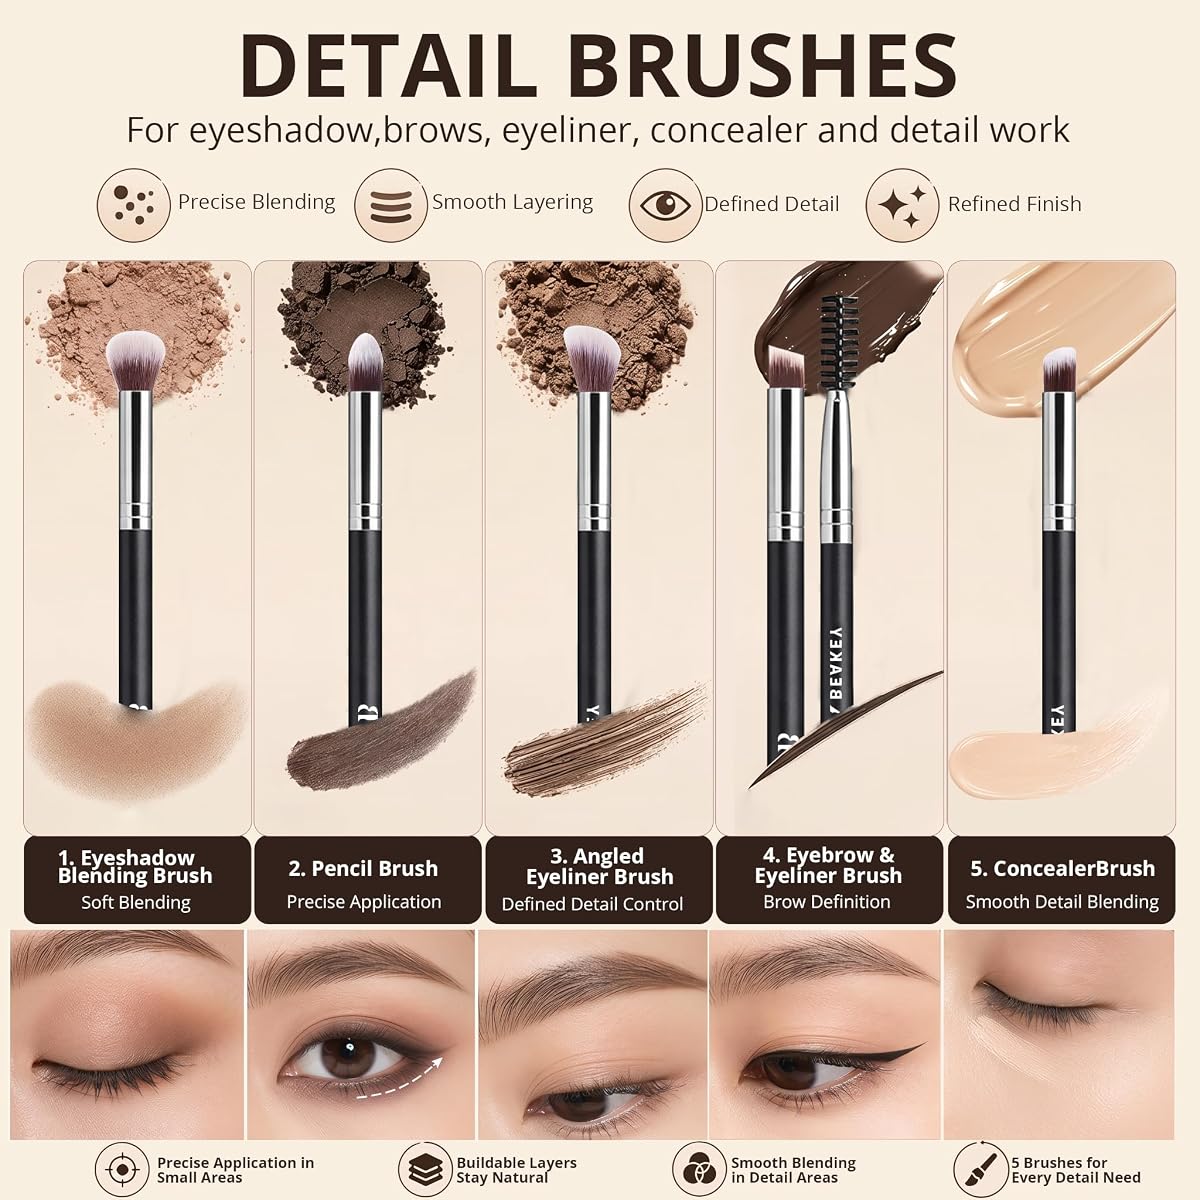 DETAIL BRUSHES
For eyeshadow,brows, eyeliner, concealer and detail work
Precise Blending
Smooth Layering
Defined Detail
Refined Finish
B
B
KEY
B
BEAKEY
KEY
1. Eyeshadow
Blending Brush
Soft Blending
2. Pencil Brush
Precise Application
3. Angled
Eyeliner Brush
Defined Detail Control
4. Eyebrow &
Eyeliner Brush
Brow Definition
5. ConcealerBrush
Smooth Detail Blending
Precise Application in
Small Areas
Buildable Layers
Stay Natural
Smooth Blending
in Detail Areas
5 Brushes for
Every Detail Need